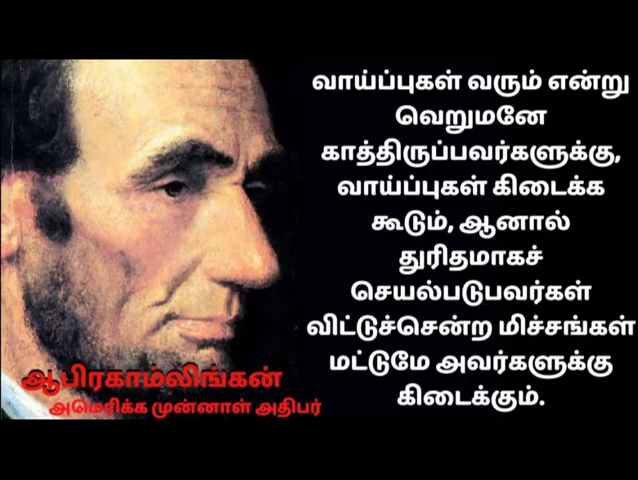 வாய்ப்புகள் வரும் என்று
வெறுமனே
காத்திருப்பவர்களுக்கு,
வாய்ப்புகள் கிடைக்க
கூடும், ஆனால்
துரிதமாகச்
செயல்படுபவர்கள்
விட்டுச்சென்ற மிச்சங்கள்
மட்டுமே அவர்களுக்கு
கிடைக்கும்.
ஆபிரகாம்லிங்கன்
அமெரிக்க முன்னாள் அதிபர்